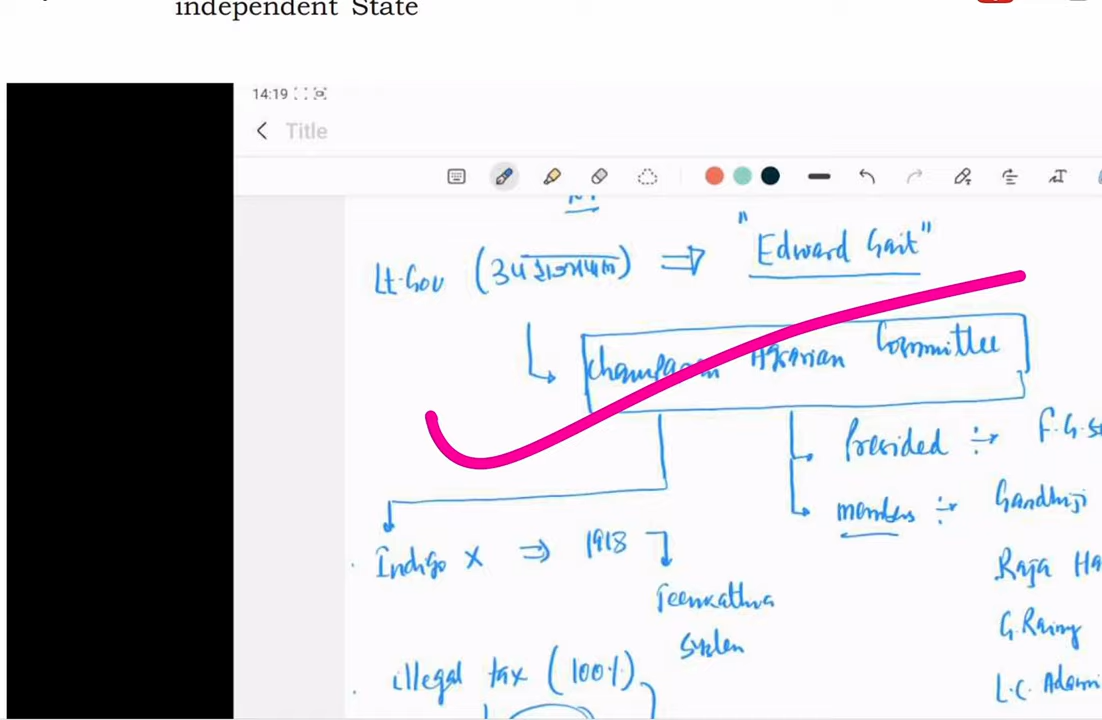 independent State
14:19
Title
Lt. Gov (उपराज्यपाल) ⇒ "Edward Gait"
Champaran Agrarian Committee
Presided ÷ F.G. 
members ÷ Gandhiji
Indigo X ⇒ 1918
Raja
Teenkathia
G. Rainy
System
illegal tax (100%)
L.C. Adami